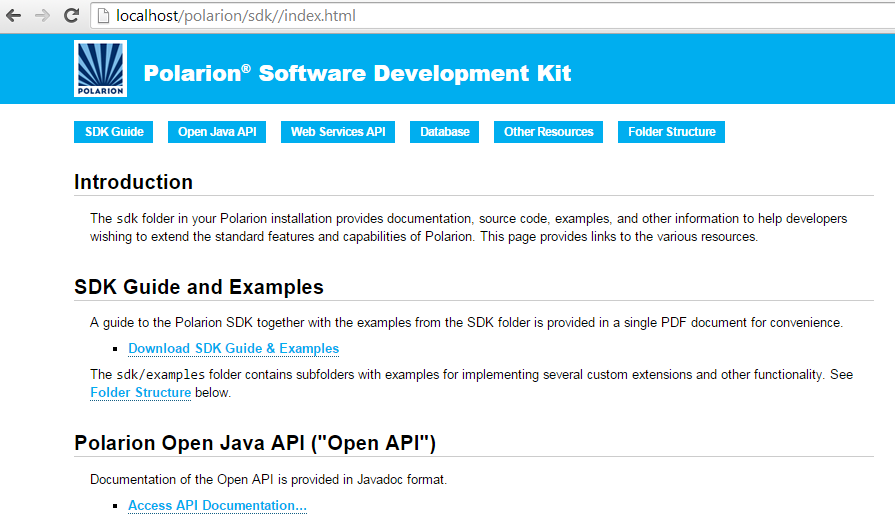 localhost/polarion/sdk//index.html
POLARION
Polarion® Software Development Kit
SDK Guide
Open Java API
Web Services API
Database
Other Resources
Folder Structure
Introduction
The sdk folder in your Polarion installation provides documentation, source code, examples, and other information to help developers
wishing to extend the standard features and capabilities of Polarion. This page provides links to the various resources.
SDK Guide and Examples
A guide to the Polarion SDK together with the examples from the SDK folder is provided in a single PDF document for convenience.
Download SDK Guide & Examples
The sdk/examples folder contains subfolders with examples for implementing several custom extensions and other functionality. See
Folder Structure below.
Polarion Open Java API ("Open API")
Documentation of the Open API is provided in Javadoc format.
Access API Documentation...